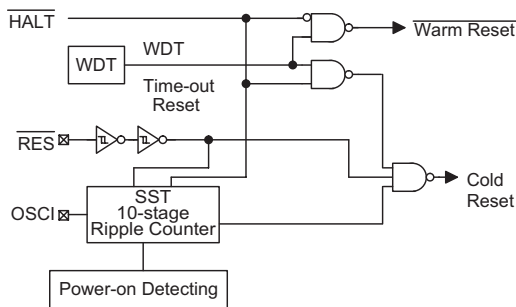 HALT
WDT
Warm Reset
WDT
Time-out
Reset
RES
Cold
Reset
SST
10-stage
Ripple Counter
OSCI
Power-on Detecting